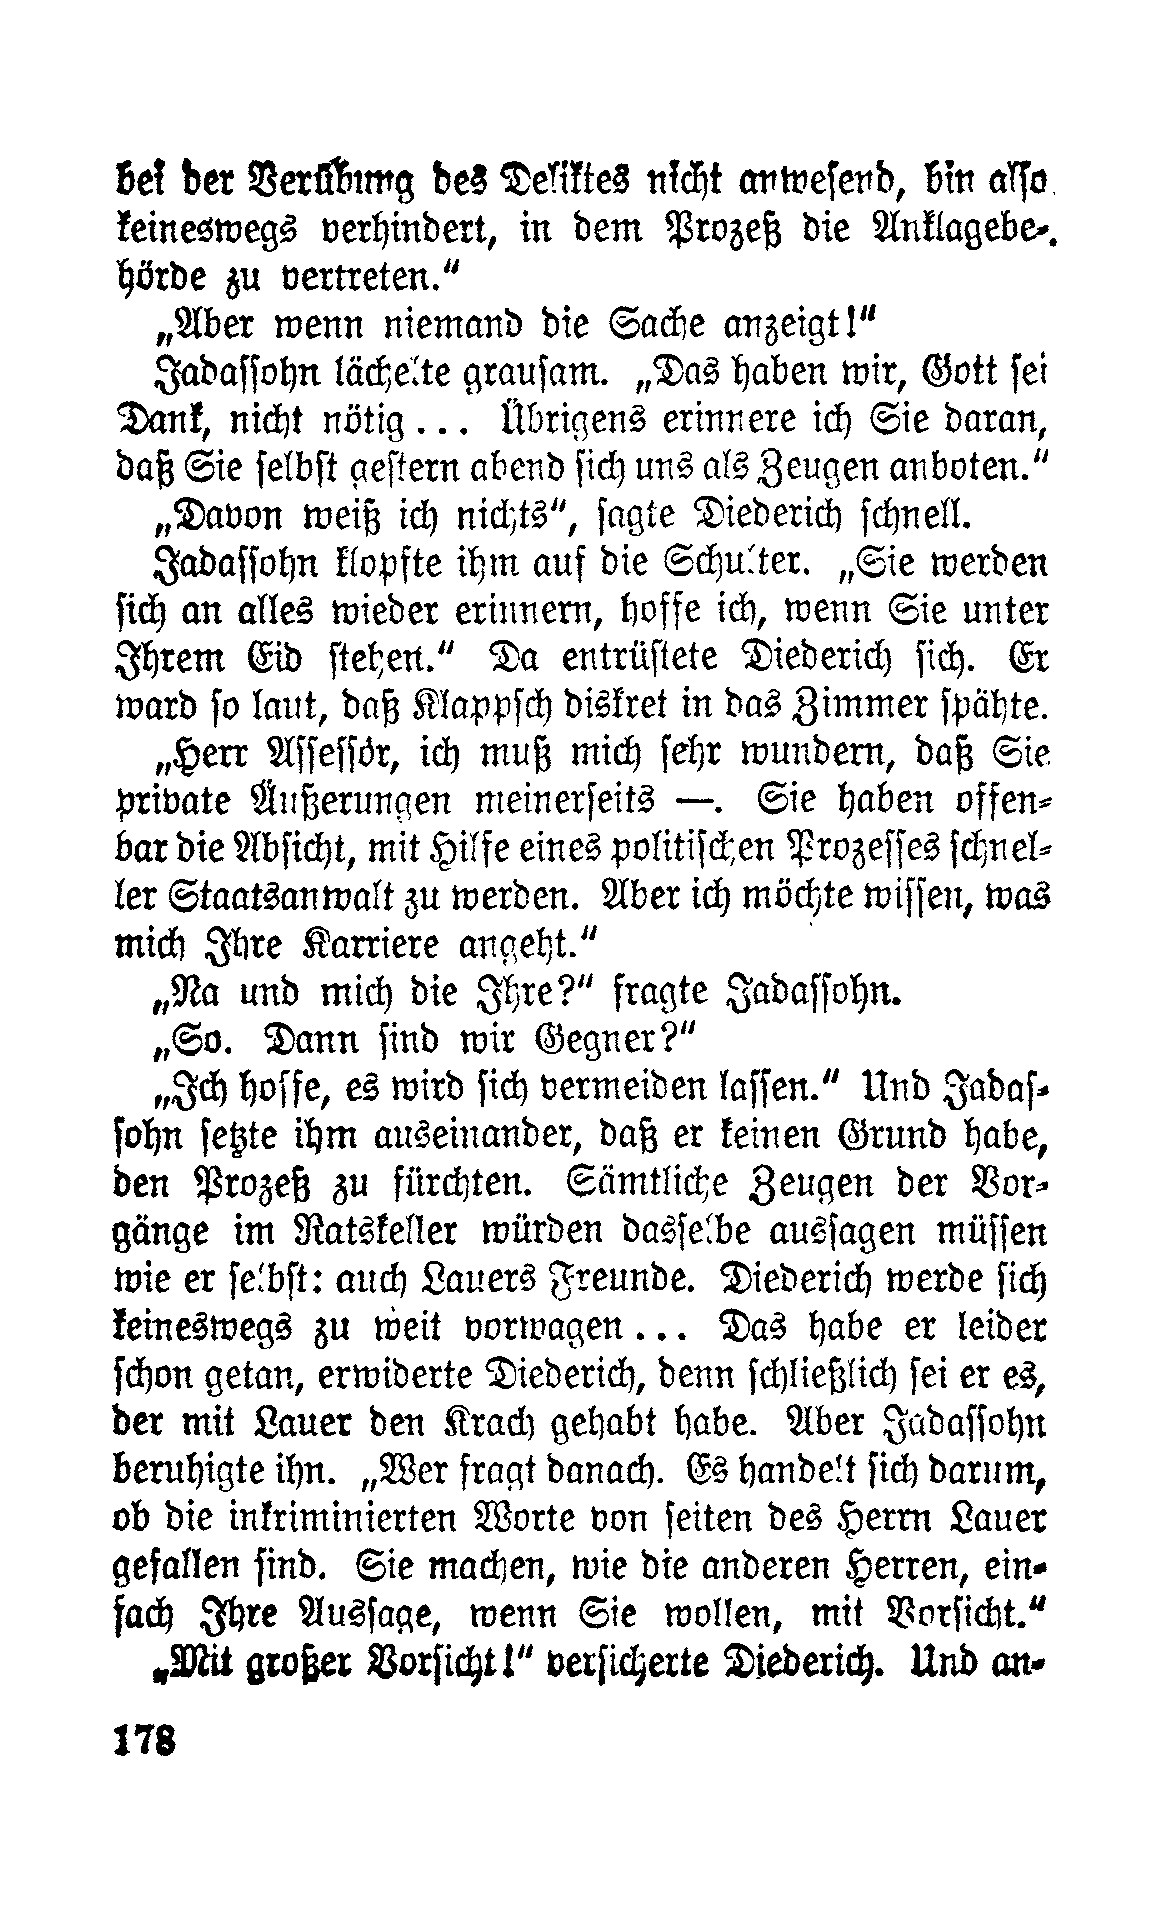 bei der Verübung des Deliktes nicht anwesend, bin also
keineswegs verhindert, in dem Prozeß die Anklagebe-
hörde zu vertreten.“
„Aber wenn niemand die Sache anzeigt!“
Jadassohn lächelte grausam. „Das haben wir, Gott sei
Dank, nicht nötig... Übrigens erinnere ich Sie daran,
daß Sie selbst gestern abend sich uns als Zeugen anboten.“
„Davon weiß ich nichts“, sagte Diederich schnell.
Jadassohn klopfte ihm auf die Schulter. „Sie werden
sich an alles wieder erinnern, hoffe ich, wenn Sie unter
Ihrem Eid stehen.“ Da entrüstete Diederich sich. Er
ward so laut, daß Klappsch diskret in das Zimmer spähte.
„Herr Assessor, ich muß mich sehr wundern, daß Sie
private Äußerungen meinerseits —. Sie haben offen-
bar die Absicht, mit Hilfe eines politischen Prozesses schnel-
ler Staatsanwalt zu werden. Aber ich möchte wissen, was
mich Ihre Karriere angeht.“
„Na und mich die Ihre?“ fragte Jadassohn.
„So. Dann sind wir Gegner?“
„Ich hoffe, es wird sich vermeiden lassen.“ Und Jadas-
sohn setzte ihm auseinander, daß er keinen Grund habe,
den Prozeß zu fürchten. Sämtliche Zeugen der Vor-
gänge im Ratskeller würden dasselbe aussagen müssen
wie er selbst: auch Lauers Freunde. Diederich werde sich
keineswegs zu weit vorwagen... Das habe er leider
schon getan, erwiderte Diederich, denn schließlich sei er es,
der mit Lauer den Krach gehabt habe. Aber Jadassohn
beruhigte ihn. „Wer fragt danach. Es handelt sich darum,
ob die inkriminierten Worte von seiten des Herrn Lauer
gefallen sind. Sie machen, wie die anderen Herren, ein-
fach Ihre Aussage, wenn Sie wollen, mit Vorsicht.“
„Mit großer Vorsicht!“ versicherte Diederich. Und an-
178